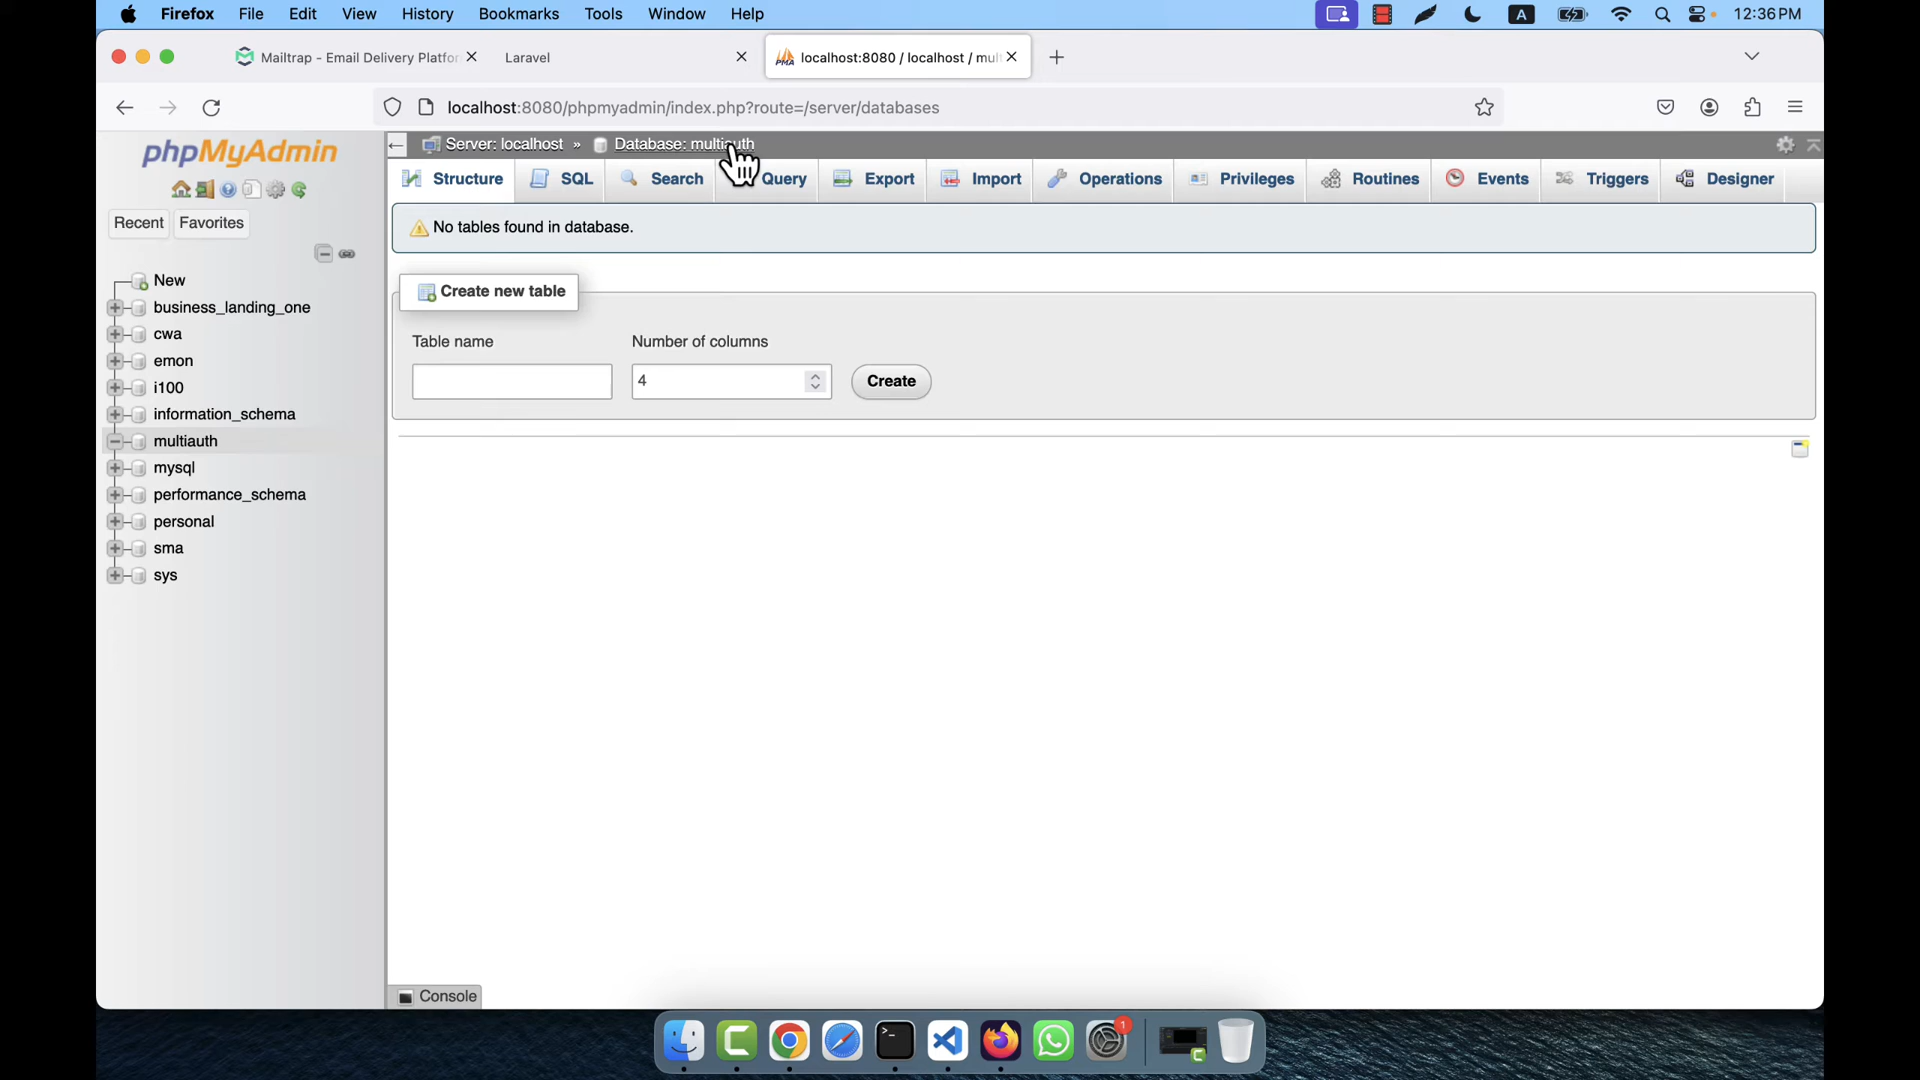 Firefox File Edit View History Bookmarks Tools Window Help A 12:36 PM
Mailtrap - Email Delivery Platfor Laravel localhost:8080 / localhost / mul
localhost:8080/phpmyadmin/index.php?route=/server/databases
phpMyAdmin
Server: localhost » Database: multiauth
Structure SQL Search Query Export Import Operations Privileges Routines Events Triggers Designer
Recent Favorites
No tables found in database.
New
business_landing_one
cwa
emon
i100
information_schema
multiauth
mysql
performance_schema
personal
sma
sys
Create new table
Table name Number of columns
4 Create
Console
1